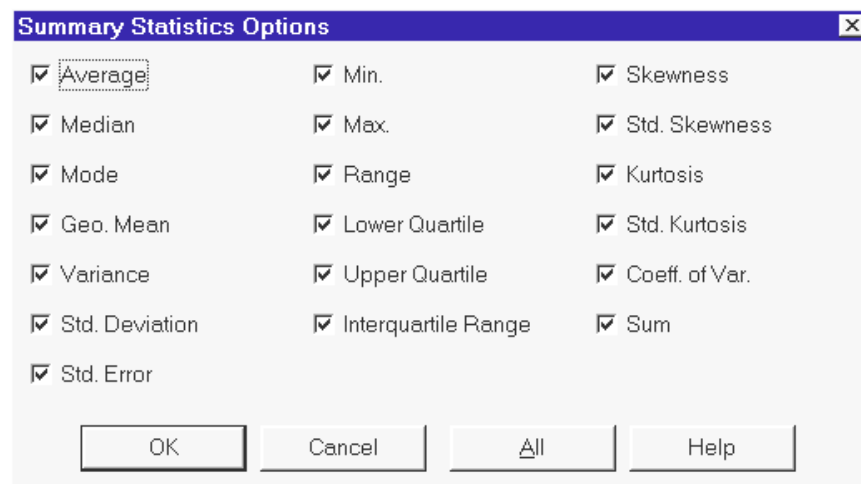 Summary Statistics Options
Average Min. Skewness
Median Max. Std. Skewness
Mode Range Kurtosis
Geo. Mean Lower Quartile Std. Kurtosis
Variance Upper Quartile Coeff. of Var.
Std. Deviation Interquartile Range Sum
Std. Error
OK Cancel All Help